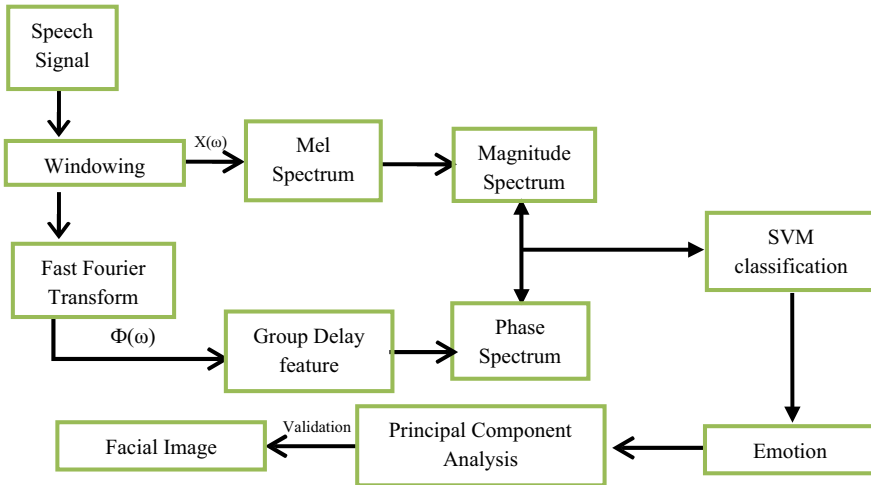 Speech
Signal
Windowing
X(ω)
Mel
Spectrum
Magnitude
Spectrum
Fast Fourier
Transform
Φ(ω)
Group Delay
feature
Phase
Spectrum
SVM
classification
Emotion
Principal Component
Analysis
Validation
Facial Image